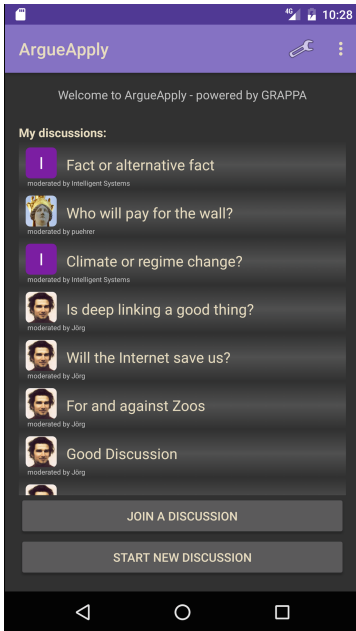 4G 10:28
ArgueApply
Welcome to ArgueApply - powered by GRAPPA
My discussions:
I Fact or alternative fact
moderated by Intelligent Systems
Who will pay for the wall?
moderated by puehrer
I Climate or regime change?
moderated by Intelligent Systems
Is deep linking a good thing?
moderated by Jörg
Will the Internet save us?
moderated by Jörg
For and against Zoos
moderated by Jörg
Good Discussion
moderated by Jörg
JOIN A DISCUSSION
START NEW DISCUSSION